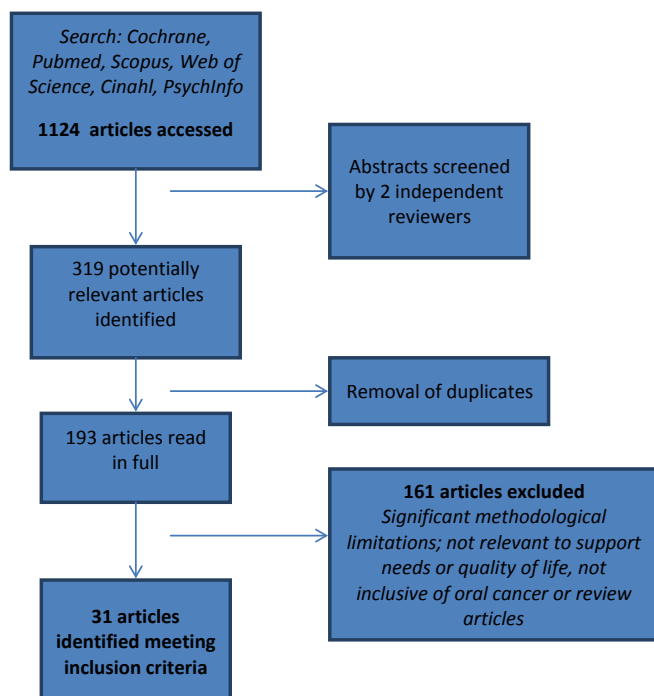 Search: Cochrane,
Pubmed, Scopus, Web of
Science, Cinahl, PsychInfo
1124 articles accessed
Abstracts screened
by 2 independent
reviewers
319 potentially
relevant articles
identified
Removal of duplicates
193 articles read
in full
161 articles excluded
Significant methodological
limitations; not relevant to support
needs or quality of life, not
inclusive of oral cancer or review
articles
31 articles
identified meeting
inclusion criteria